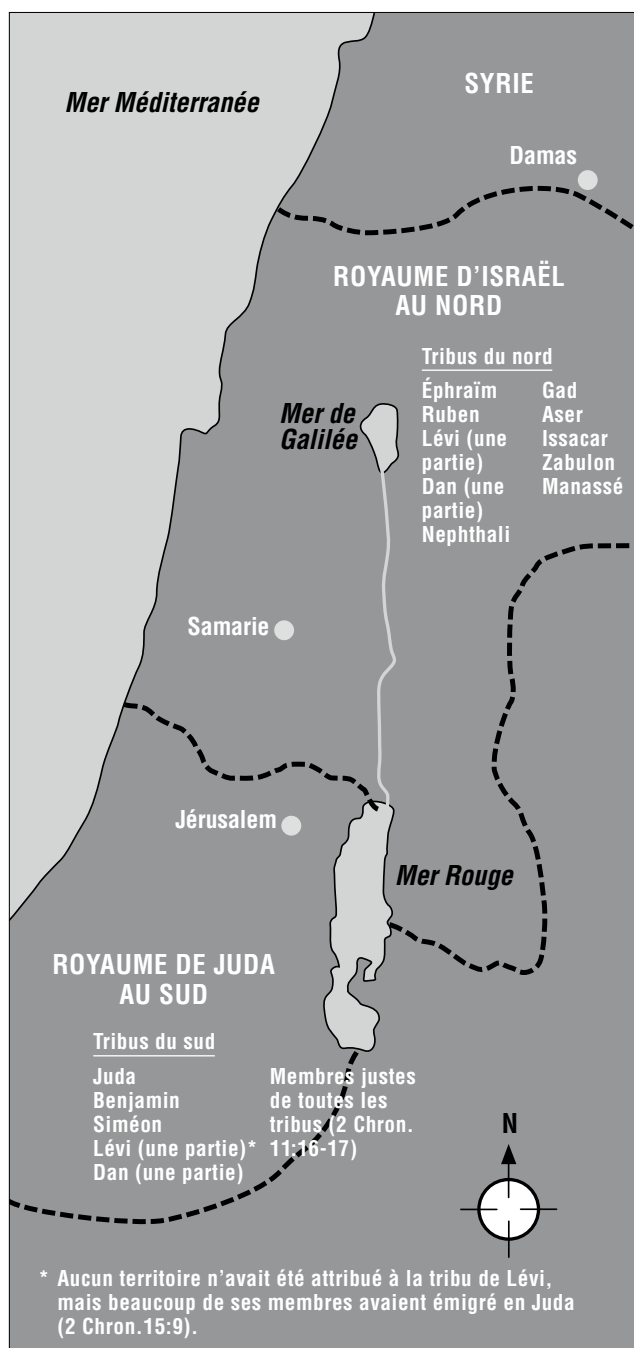 Mer Méditerranée
SYRIE
Damas
ROYAUME D'ISRAËL
AU NORD
Tribus du nord
Éphraïm
Ruben
Lévi (une
partie)
Dan (une
partie)
Nephthali
Gad
Aser
Issacar
Zabulon
Manassé
Mer de
Galilée
Samarie
Jérusalem
Mer Rouge
ROYAUME DE JUDA
AU SUD
Tribus du sud
Juda
Benjamin
Siméon
Lévi (une partie)*
Dan (une partie)
Membres justes
de toutes les
tribus (2 Chron.
11:16-17)
N
* Aucun territoire n’avait été attribué à la tribu de Lévi,
mais beaucoup de ses membres avaient émigré en Juda
(2 Chron.15:9).